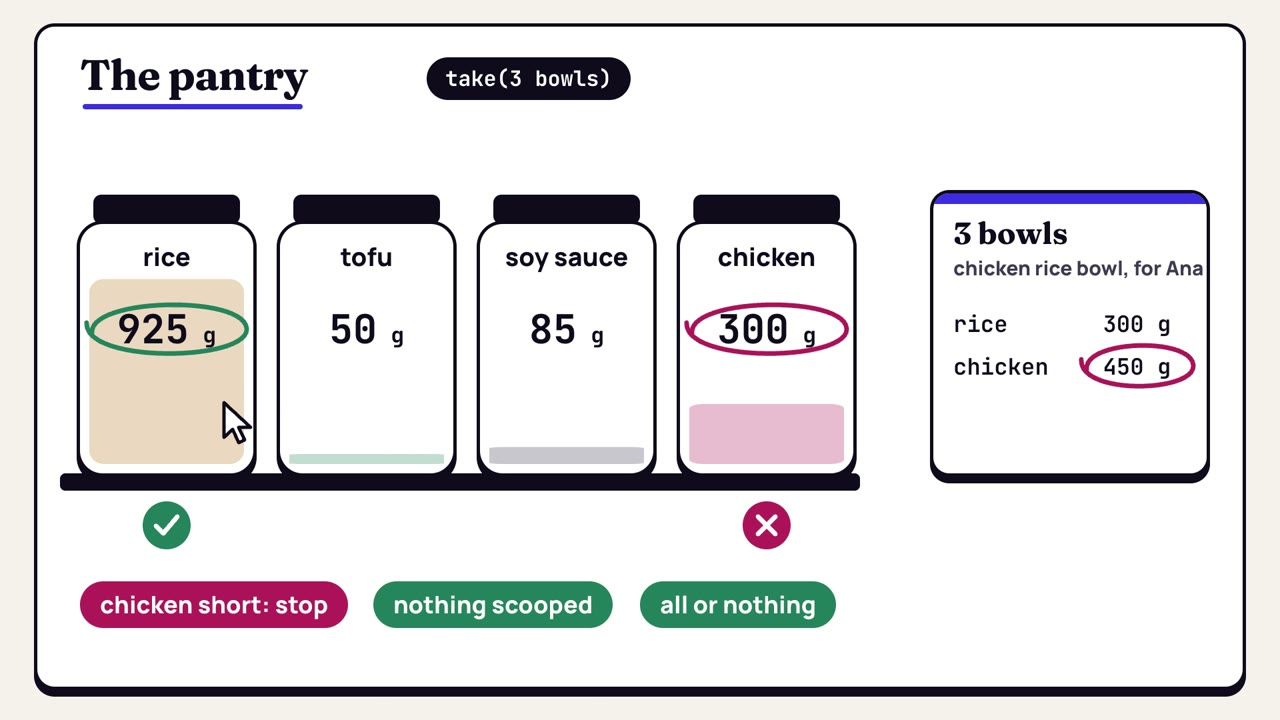 The pantry
take(3 bowls)
rice
tofu
soy sauce
chicken
925 g
50 g
85 g
300 g
3 bowls
chicken rice bowl, for Ana
rice 300 g
chicken 450 g
chicken short: stop
nothing scooped
all or nothing